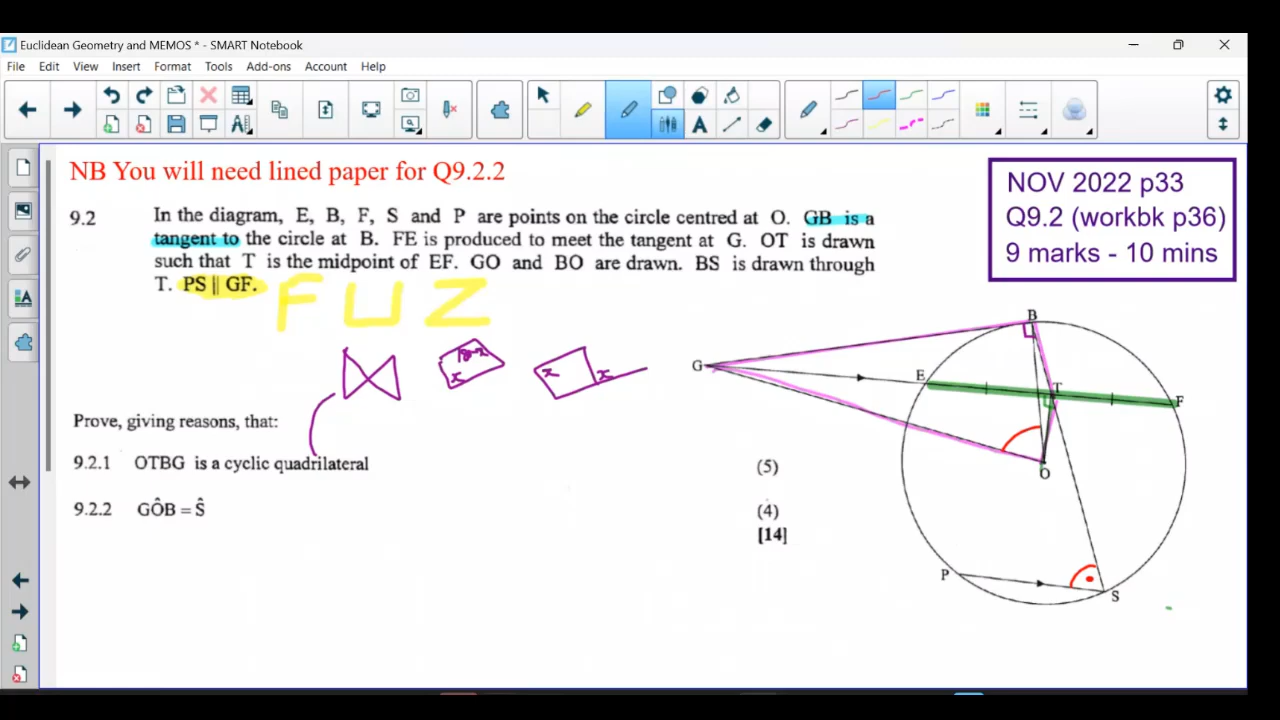 Euclidean Geometry and MEMOS * - SMART Notebook
File Edit View Insert Format Tools Add-ons Account Help
NB You will need lined paper for Q9.2.2
NOV 2022 p33
Q9.2 (workbk p36)
9 marks - 10 mins
9.2 In the diagram, E, B, F, S and P are points on the circle centred at O. GB is a
tangent to the circle at B. FE is produced to meet the tangent at G. OT is drawn
such that T is the midpoint of EF. GO and BO are drawn. BS is drawn through
T. PS || GF.
F U Z
180-x
x
x
x
B
G
E
T
F
O
P
S
Prove, giving reasons, that:
9.2.1 OTBG is a cyclic quadrilateral (5)
9.2.2 GÔB = Ŝ (4)
[14]